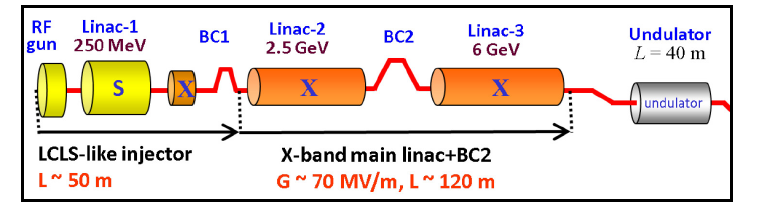 RF gun
Linac-1
250 MeV
BC1
Linac-2
2.5 GeV
BC2
Linac-3
6 GeV
Undulator
L = 40 m
S
X
X
X
undulator
LCLS-like injector
L ~ 50 m
X-band main linac+BC2
G ~ 70 MV/m, L ~ 120 m